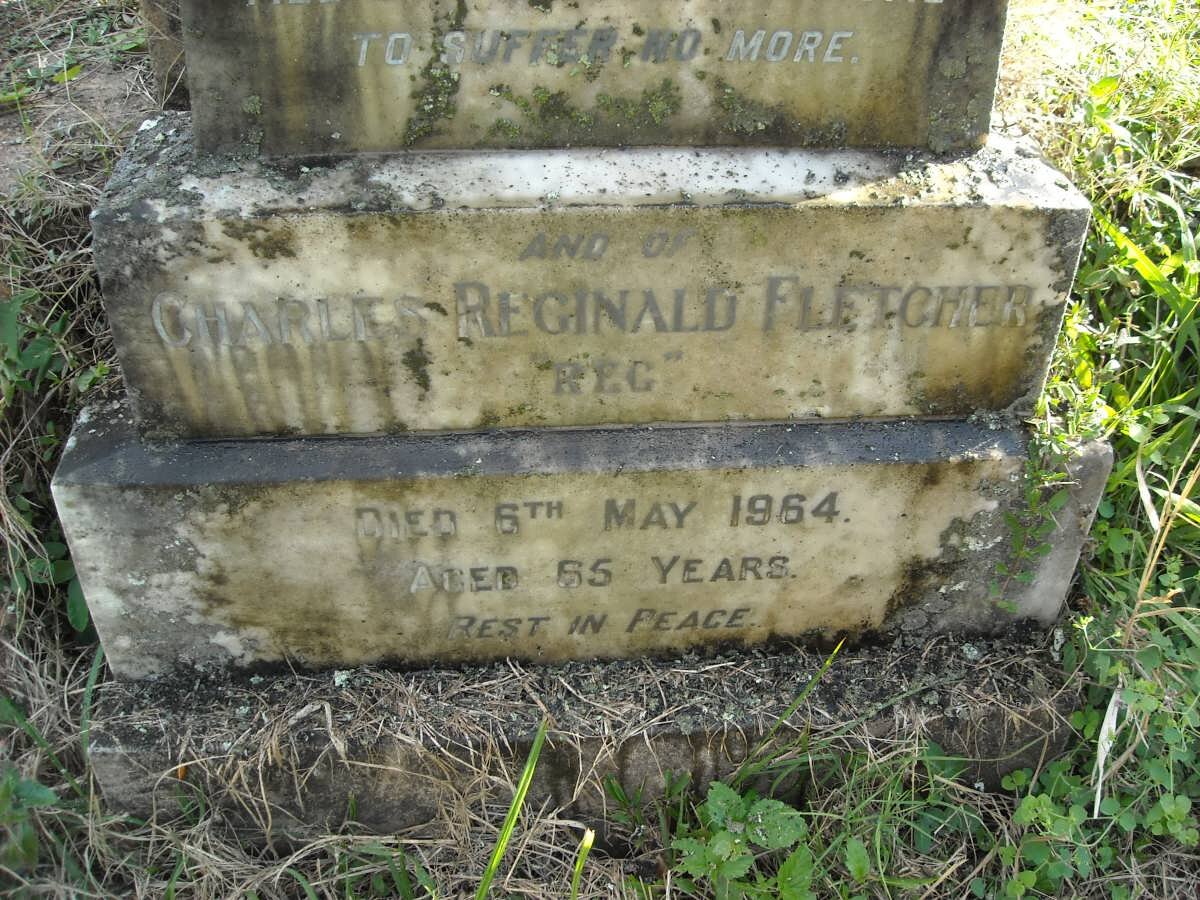 TO SUFFER NO MORE.
AND OF
CHARLES REGINALD FLETCHER
"REG"
DIED 6TH MAY 1964.
AGED 65 YEARS.
REST IN PEACE.